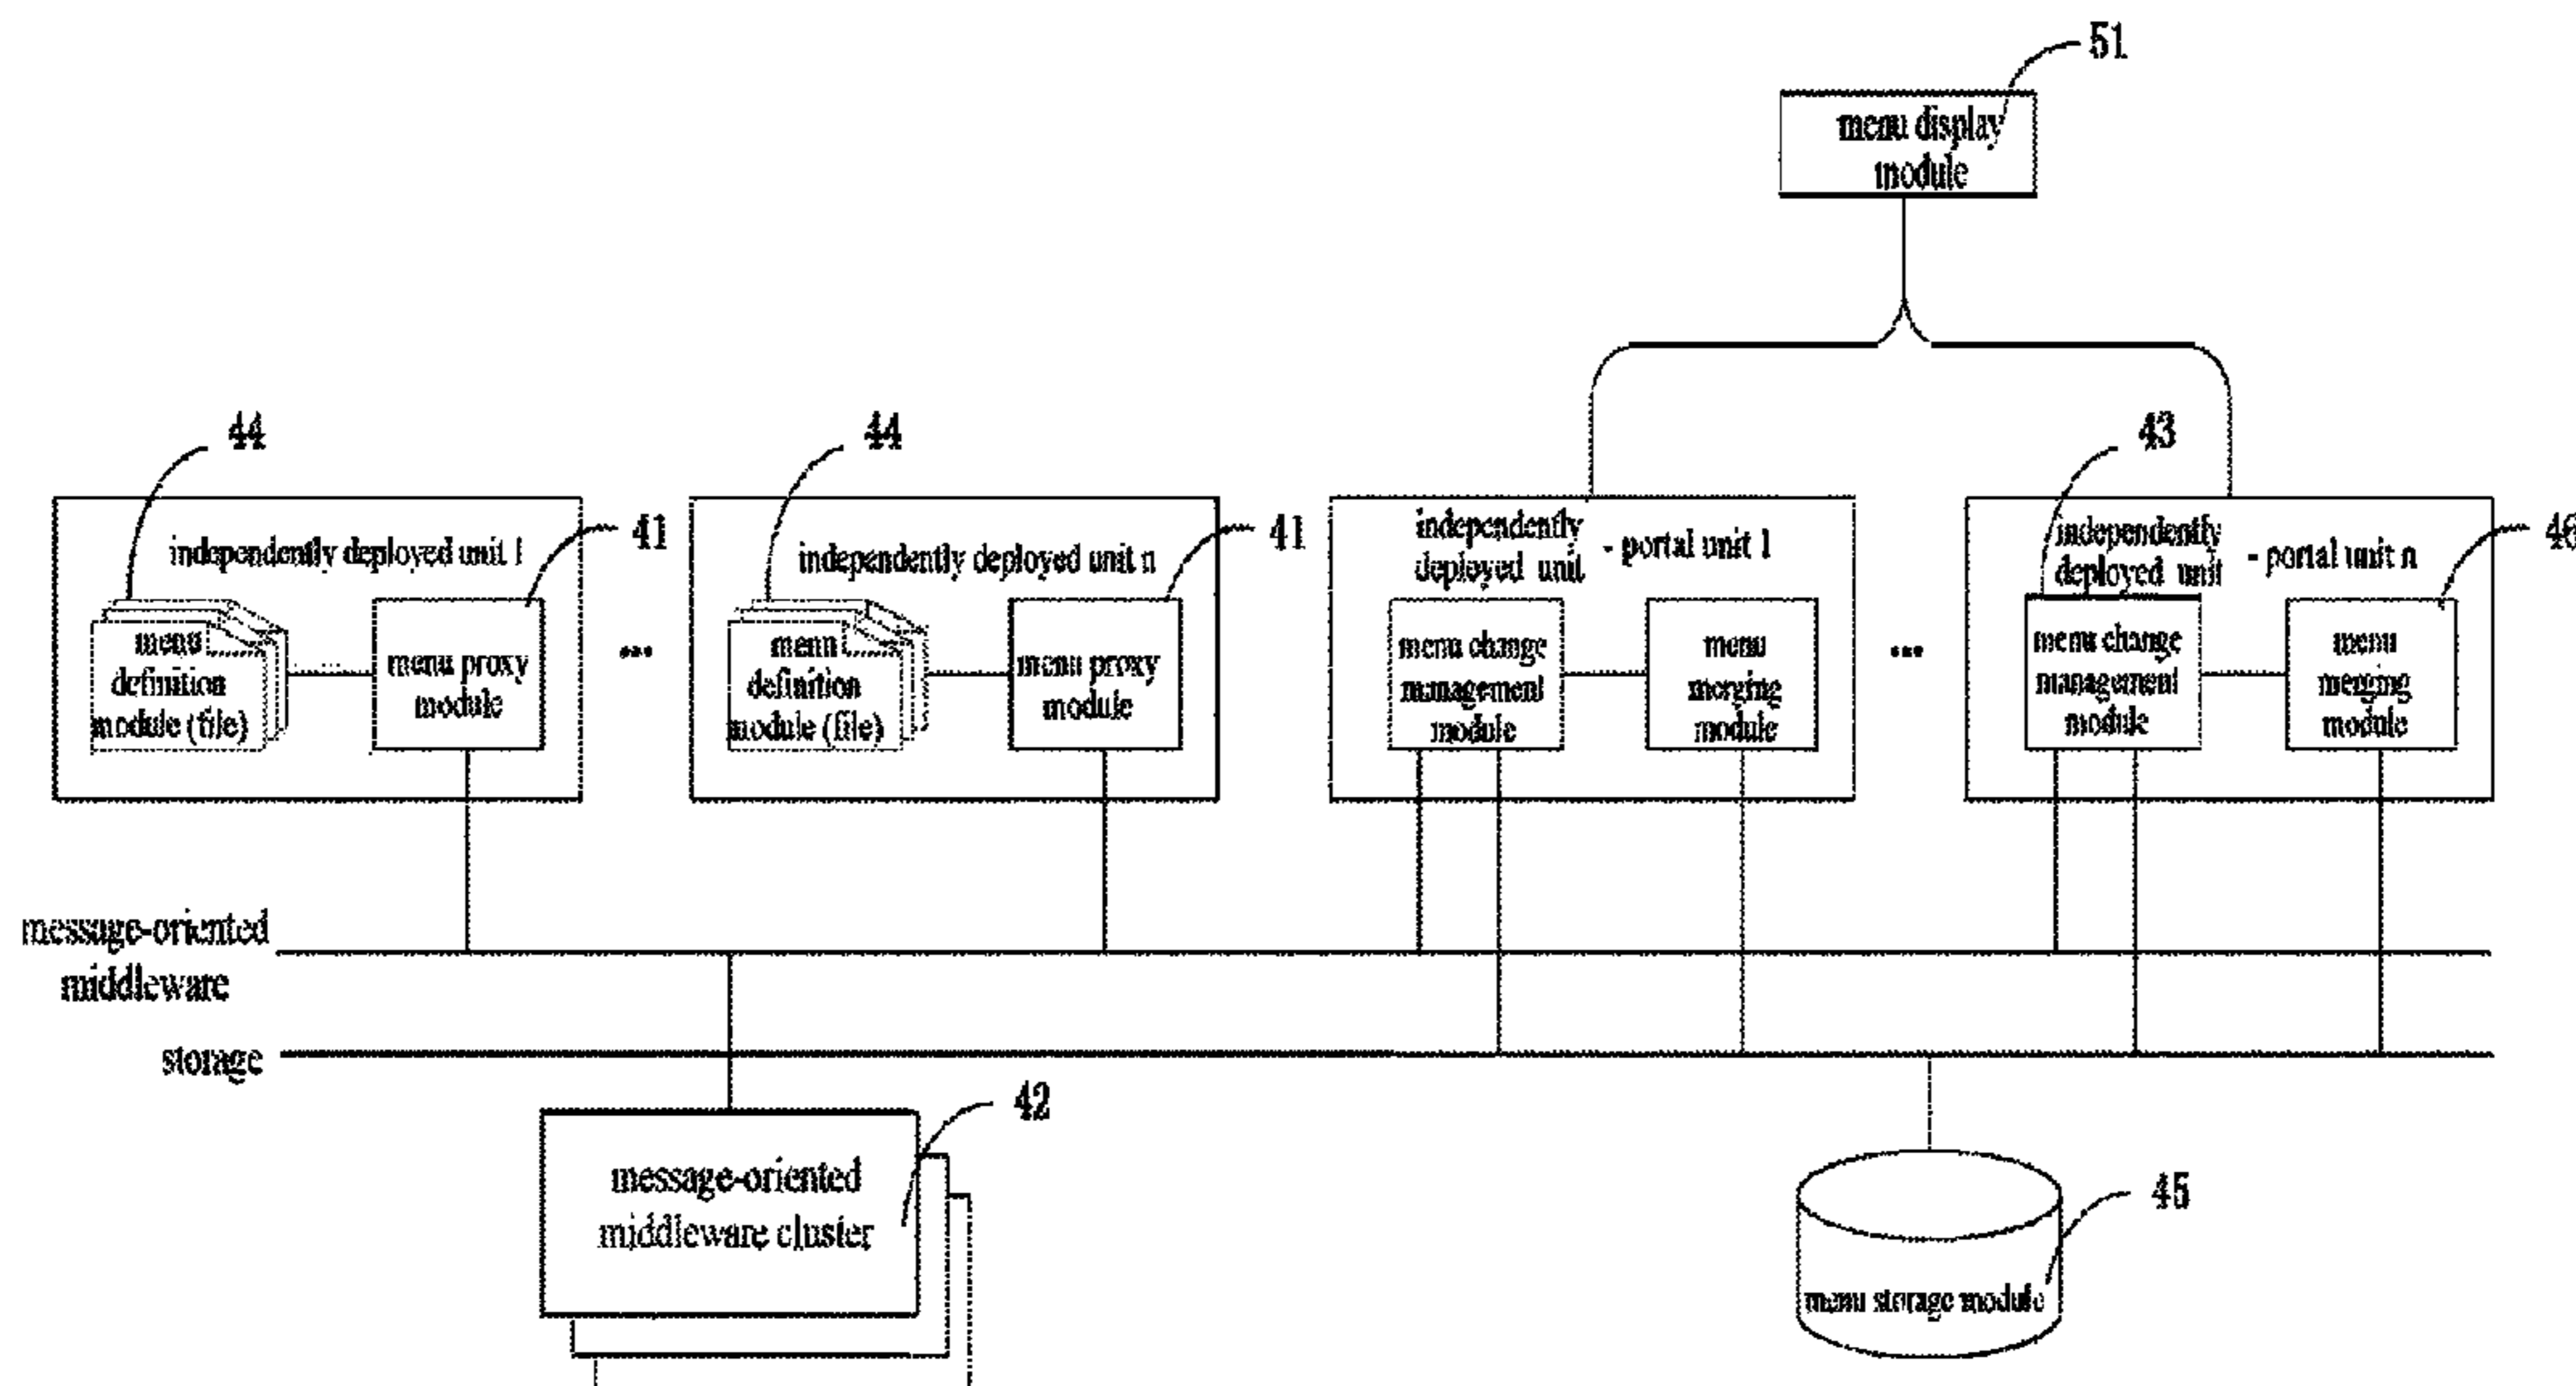 51
menu display
module
44
44
43
independently deployed unit 1
41
independently deployed unit n
41
independently
deployed unit
- portal unit 1
independently
deployed unit
- portal unit n
46
menu
definition
module (file)
menu proxy
module
...
menu
definition
module (file)
menu proxy
module
menu change
management
module
menu
merging
module
...
menu change
management
module
menu
merging
module
message-oriented
middleware
storage
42
message-oriented
middleware cluster
45
menu storage module